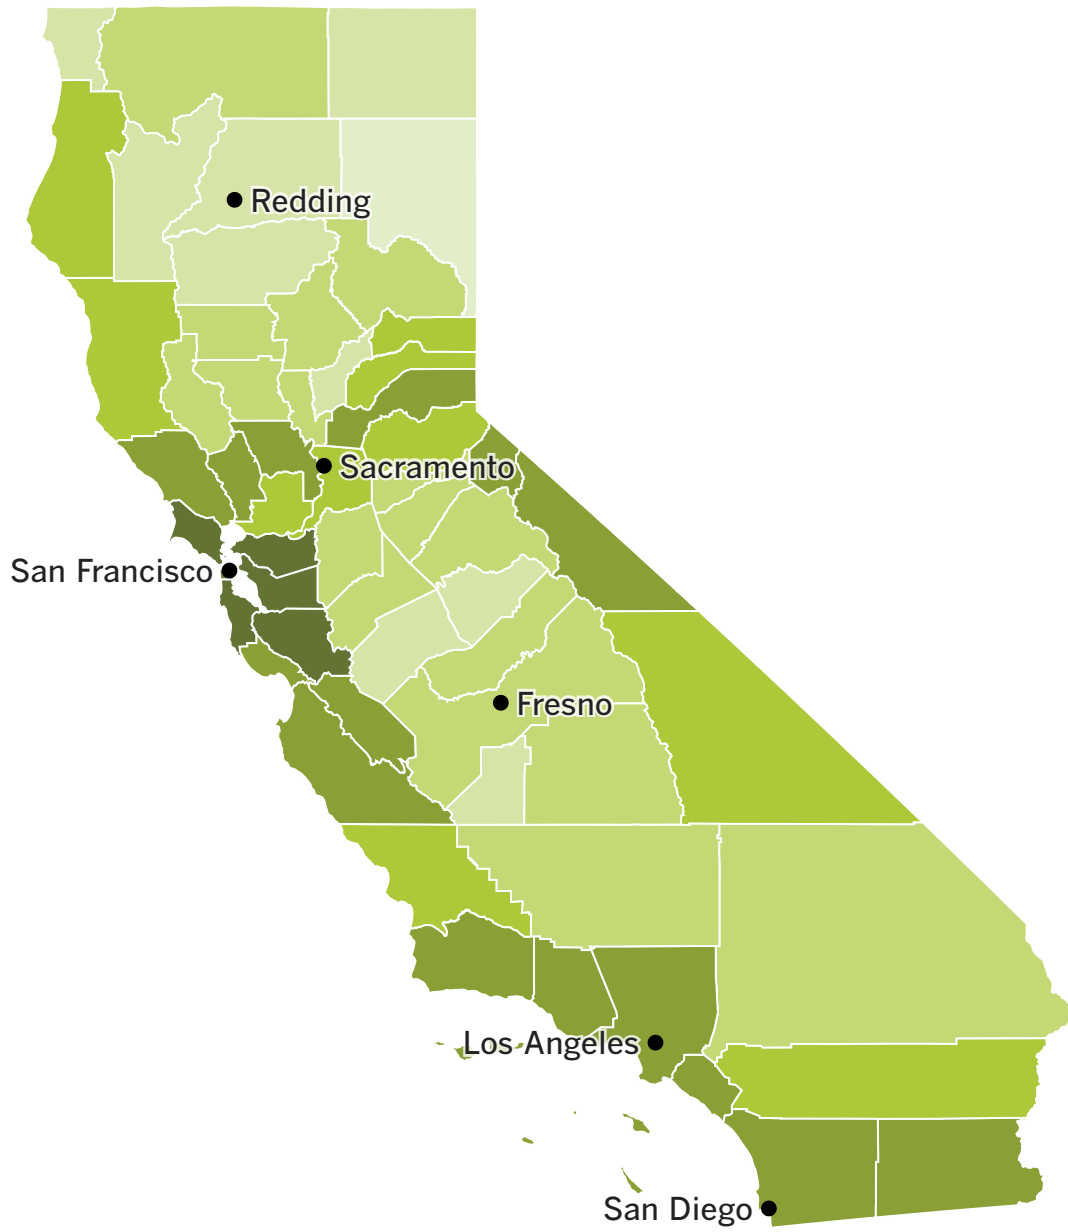 Redding
Sacramento
San Francisco
Fresno
Los Angeles
San Diego